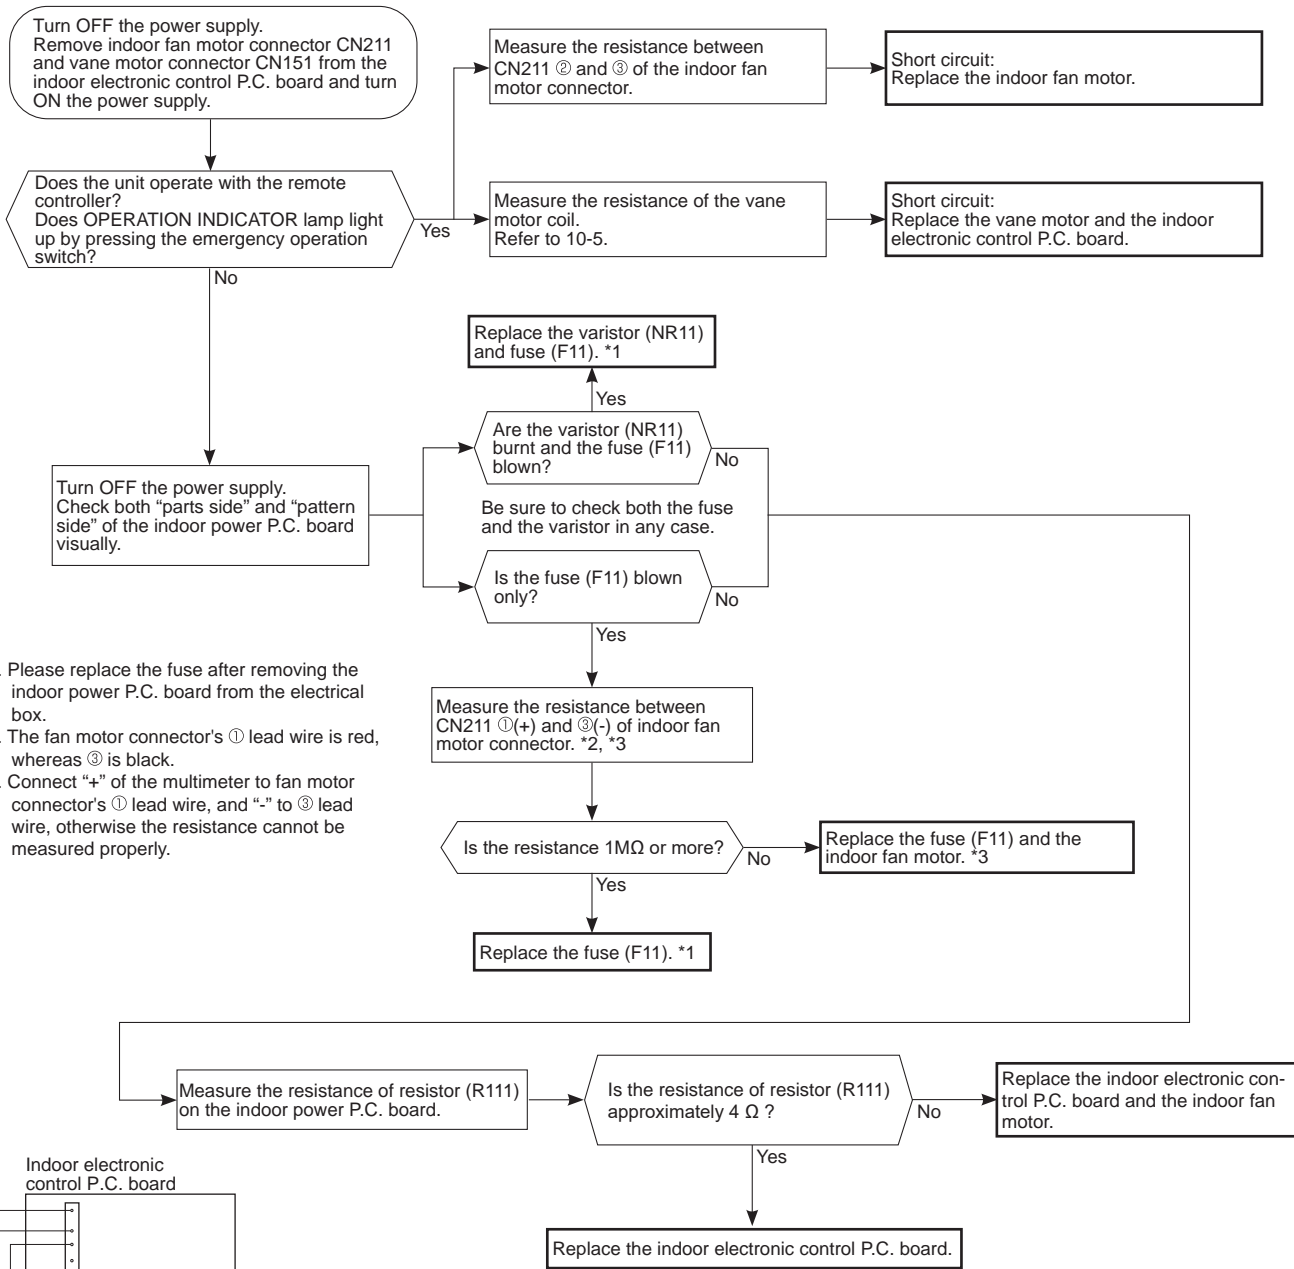 Turn OFF the power supply.
Remove indoor fan motor connector CN211
and vane motor connector CN151 from the
indoor electronic control P.C. board and turn
ON the power supply.
Measure the resistance between
CN211 ② and ③ of the indoor fan
motor connector.
Short circuit:
Replace the indoor fan motor.
Does the unit operate with the remote
controller?
Does OPERATION INDICATOR lamp light
up by pressing the emergency operation
switch?
Yes
Measure the resistance of the vane
motor coil.
Refer to 10-5.
Short circuit:
Replace the vane motor and the indoor
electronic control P.C. board.
No
Replace the varistor (NR11)
and fuse (F11). *1
Yes
Are the varistor (NR11)
burnt and the fuse (F11)
blown?
No
Turn OFF the power supply.
Check both “parts side” and “pattern
side” of the indoor power P.C. board
visually.
Be sure to check both the fuse
and the varistor in any case.
Is the fuse (F11) blown
only?
No
Yes
. Please replace the fuse after removing the
indoor power P.C. board from the electrical
box.
. The fan motor connector's ① lead wire is red,
whereas ③ is black.
. Connect “+” of the multimeter to fan motor
connector's ① lead wire, and “-” to ③ lead
wire, otherwise the resistance cannot be
measured properly.
Measure the resistance between
CN211 ①(+) and ③(-) of indoor fan
motor connector. *2, *3
Is the resistance 1MΩ or more?
No
Replace the fuse (F11) and the
indoor fan motor. *3
Yes
Replace the fuse (F11). *1
Measure the resistance of resistor (R111)
on the indoor power P.C. board.
Is the resistance of resistor (R111)
approximately 4 Ω ?
No
Replace the indoor electronic con-
trol P.C. board and the indoor fan
motor.
Yes
Replace the indoor electronic control P.C. board.
Indoor electronic
control P.C. board